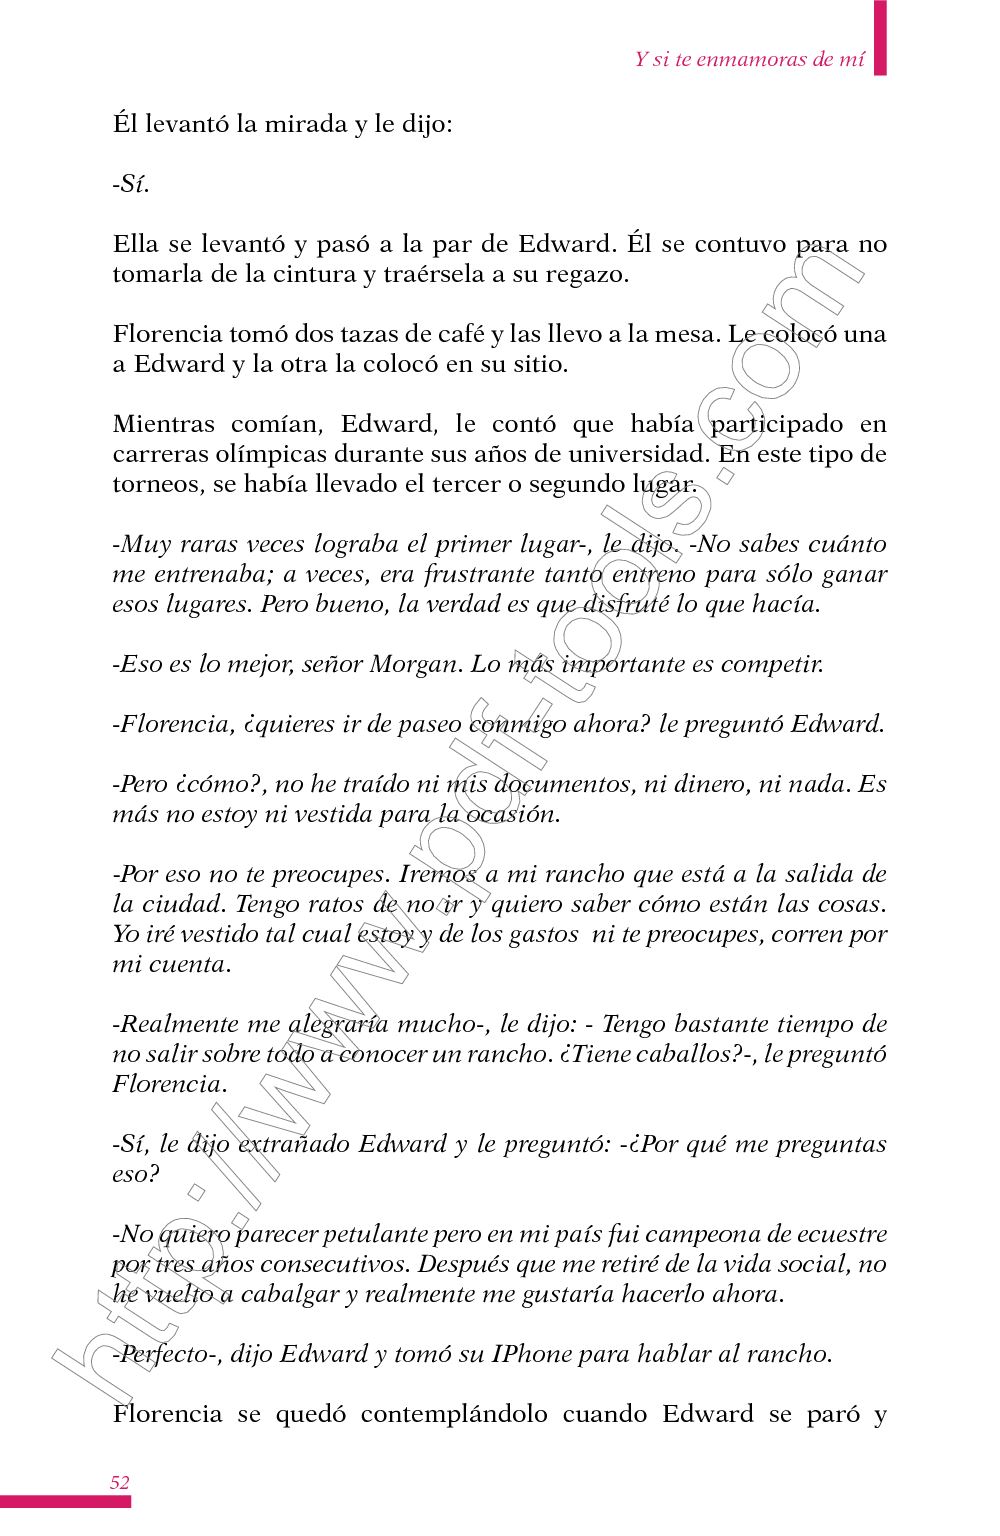 Y si te enmamoras de mí
Él levantó la mirada y le dijo:
-Sí.
Ella se levantó y pasó a la par de Edward. Él se contuvo para no
tomarla de la cintura y traérsela a su regazo.
Florencia tomó dos tazas de café y las llevo a la mesa. Le colocó una
a Edward y la otra la colocó en su sitio.
Mientras comían, Edward, le contó que había participado en
carreras olímpicas durante sus años de universidad. En este tipo de
torneos, se había llevado el tercer o segundo lugar.
-Muy raras veces lograba el primer lugar-, le dijo. -No sabes cuánto
me entrenaba; a veces, era frustrante tanto entreno para sólo ganar
esos lugares. Pero bueno, la verdad es que disfruté lo que hacía.
-Eso es lo mejor, señor Morgan. Lo más importante es competir.
-Florencia, ¿quieres ir de paseo conmigo ahora? le preguntó Edward.
-Pero ¿cómo?, no he traído ni mis documentos, ni dinero, ni nada. Es
más no estoy ni vestida para la ocasión.
-Por eso no te preocupes. Iremos a mi rancho que está a la salida de
la ciudad. Tengo ratos de no ir y quiero saber cómo están las cosas.
Yo iré vestido tal cual estoy y de los gastos  ni te preocupes, corren por
mi cuenta.
-Realmente me alegraría mucho-, le dijo: - Tengo bastante tiempo de
no salir sobre todo a conocer un rancho. ¿Tiene caballos?-, le preguntó
Florencia.
-Sí, le dijo extrañado Edward y le preguntó: -¿Por qué me preguntas
eso?
-No quiero parecer petulante pero en mi país fui campeona de ecuestre
por tres años consecutivos. Después que me retiré de la vida social, no
he vuelto a cabalgar y realmente me gustaría hacerlo ahora.
-Perfecto-, dijo Edward y tomó su IPhone para hablar al rancho.
Florencia se quedó contemplándolo cuando Edward se paró y
52
http://www.pdf-tools.com